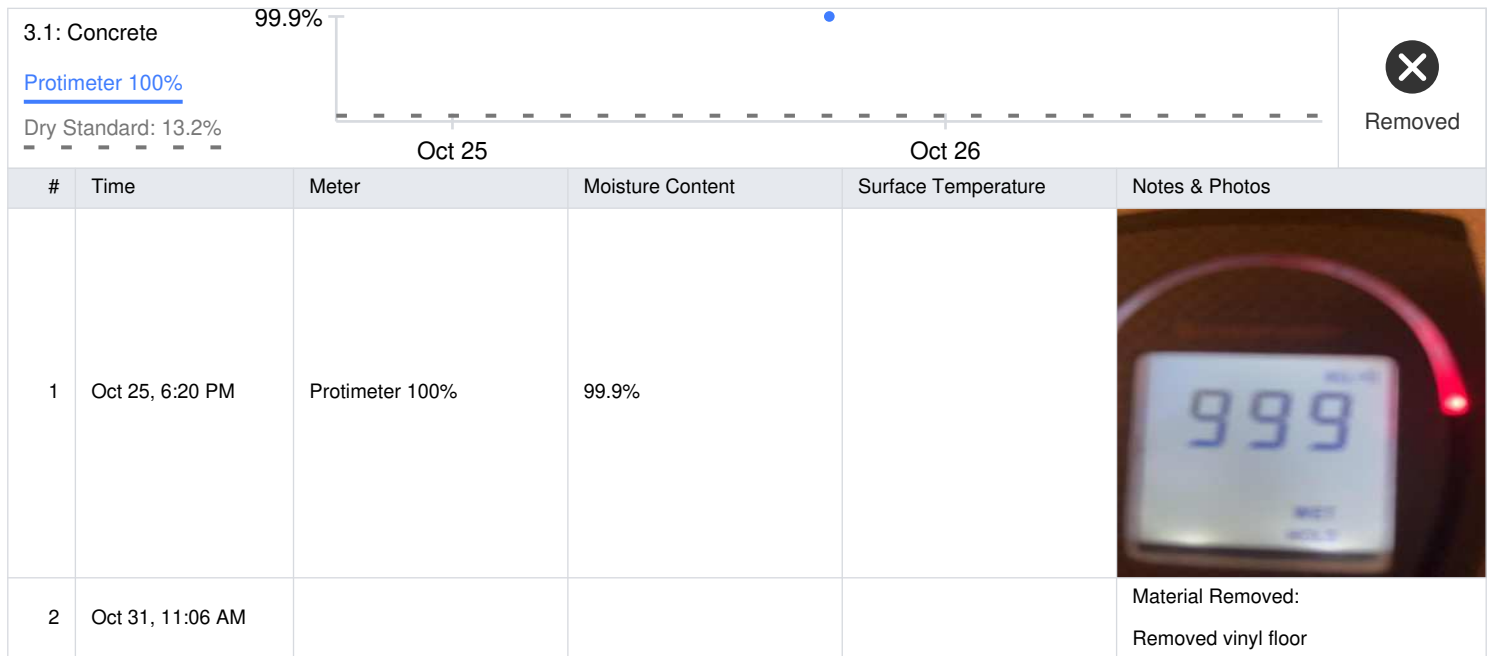 99.9%
3.1: Concrete
Protimeter 100%
Dry Standard: 13.2%
Oct 25 Oct 26
Removed
# Time Meter Moisture Content Surface Temperature Notes & Photos
1 Oct 25, 6:20 PM Protimeter 100% 99.9%
999
WET
HOLD
2 Oct 31, 11:06 AM
Material Removed:
Removed vinyl floor